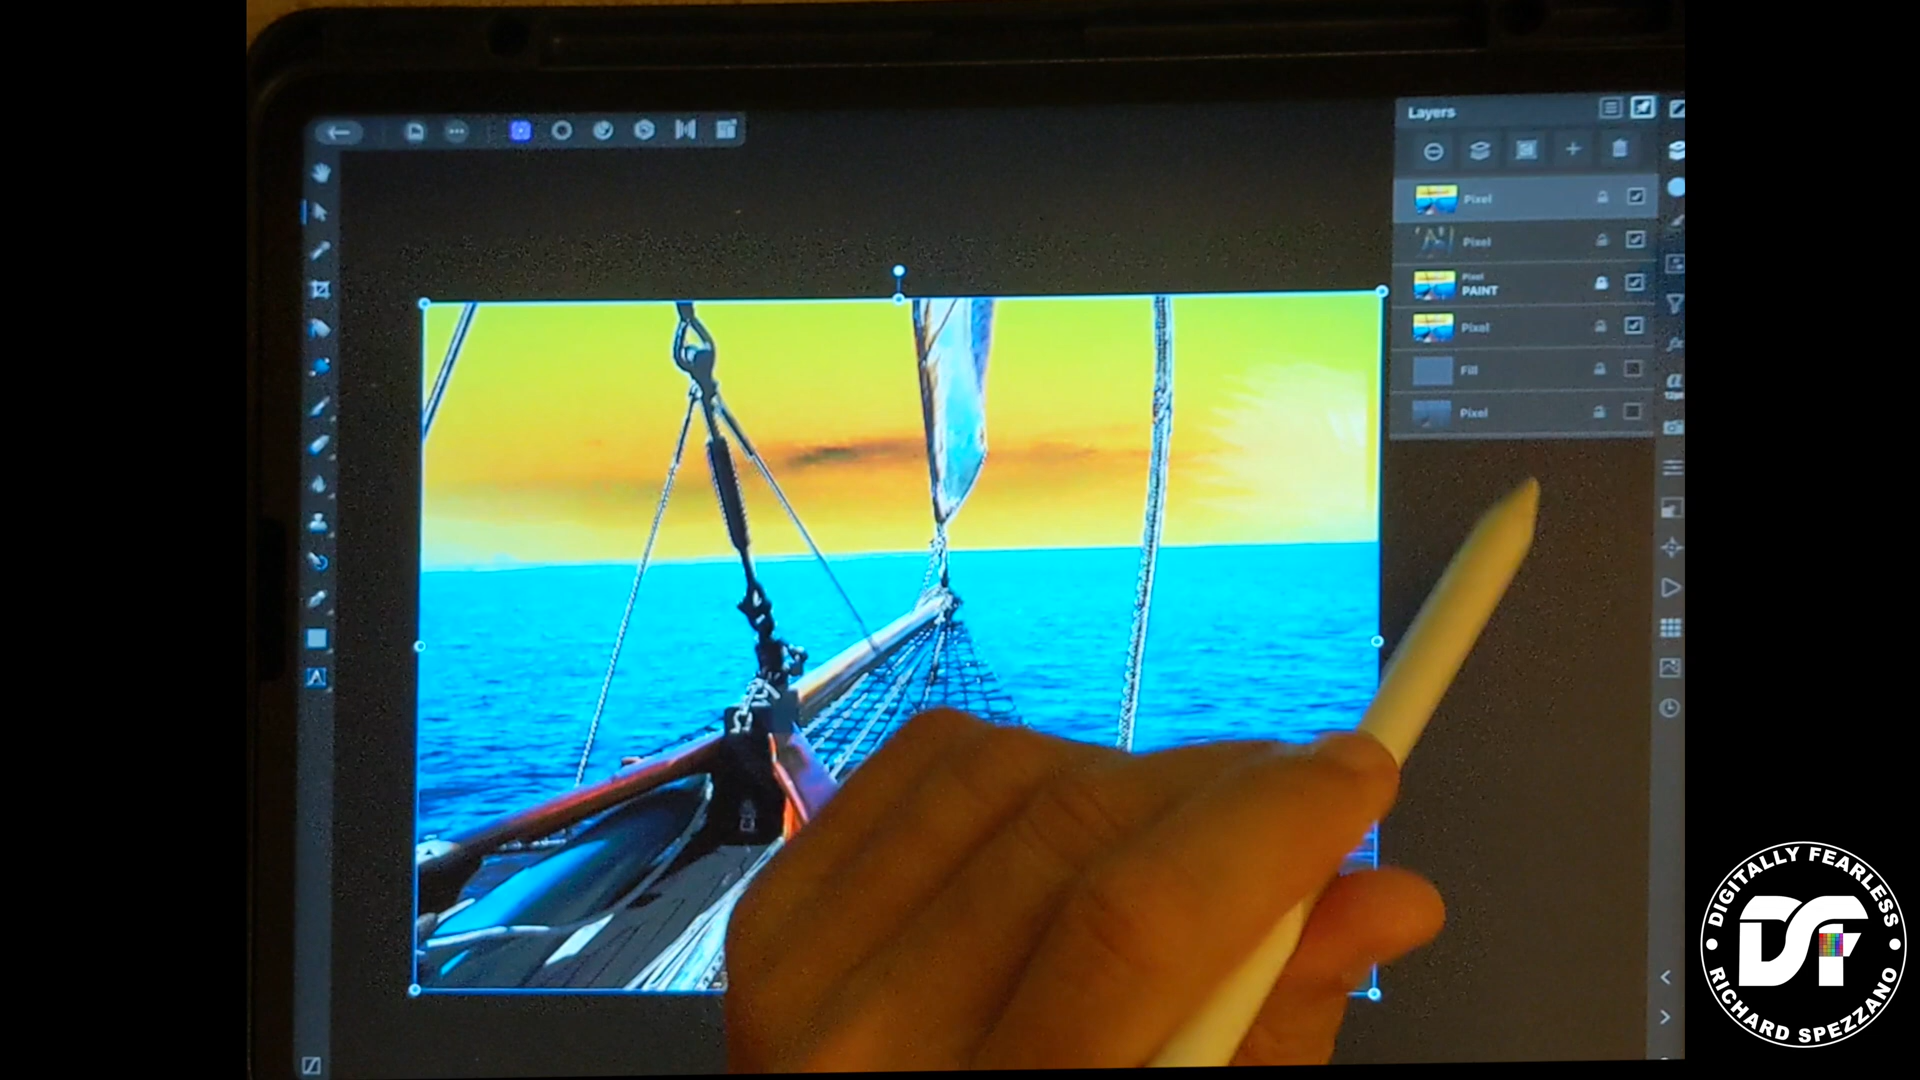 Layers
Pixel
Pixel
Pixel
PAINT
Pixel
Fill
Pixel
DIGITALLY FEARLESS
DF
RICHARD SPEZZANO